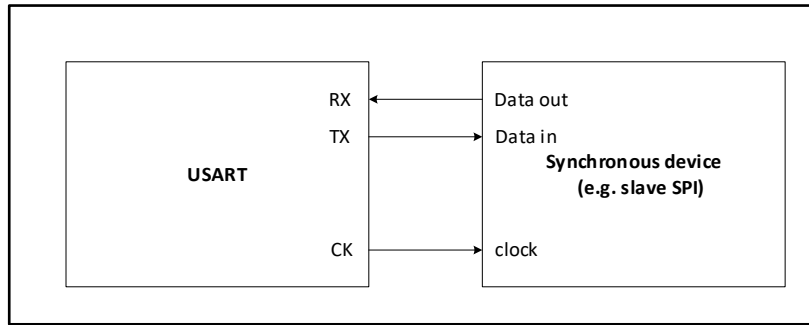 RX
TX
USART
CK
Data out
Data in
Synchronous device
(e.g. slave SPI)
clock